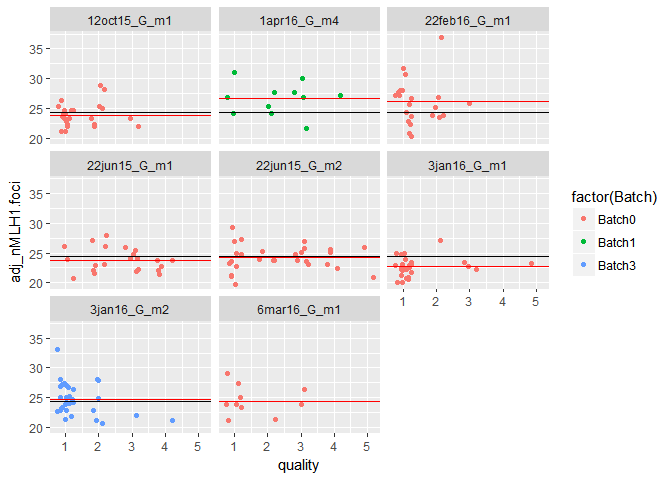 12oct15_G_m1 1apr16_G_m4 22feb16_G_m1
35
30
25
20
22jun15_G_m1 22jun15_G_m2 3jan16_G_m1
35
30
25
20
3jan16_G_m2 6mar16_G_m1
1 2 3 4 5
35
30
25
20
1 2 3 4 5 1 2 3 4 5
quality
adj_nMLH1.foci
factor(Batch)
Batch0
Batch1
Batch3